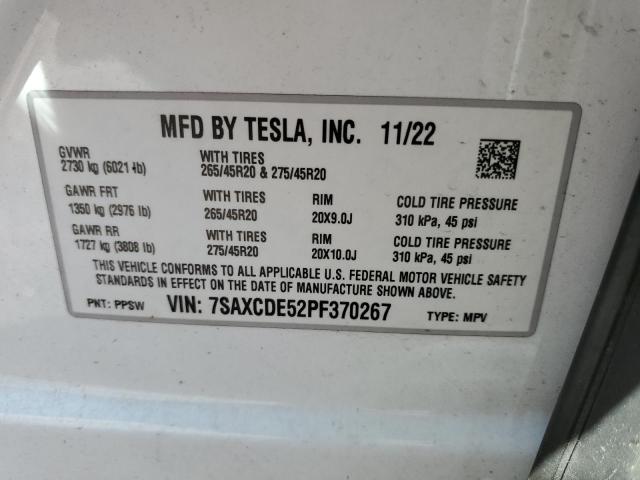 MFD BY TESLA, INC. 11/22
GVWR WITH TIRES
2730 kg (6021 lb) 265/45R20 & 275/45R20
GAWR FRT WITH TIRES RIM COLD TIRE PRESSURE
1350 kg (2976 lb) 265/45R20 20X9.0J 310 kPa, 45 psi
GAWR RR WITH TIRES RIM COLD TIRE PRESSURE
1727 kg (3808 lb) 275/45R20 20X10.0J 310 kPa, 45 psi
THIS VEHICLE CONFORMS TO ALL APPLICABLE U.S. FEDERAL MOTOR VEHICLE SAFETY
STANDARDS IN EFFECT ON THE DATE OF MANUFACTURE SHOWN ABOVE.
PNT: PPSW VIN: 7SAXCDE52PF370267 TYPE: MPV